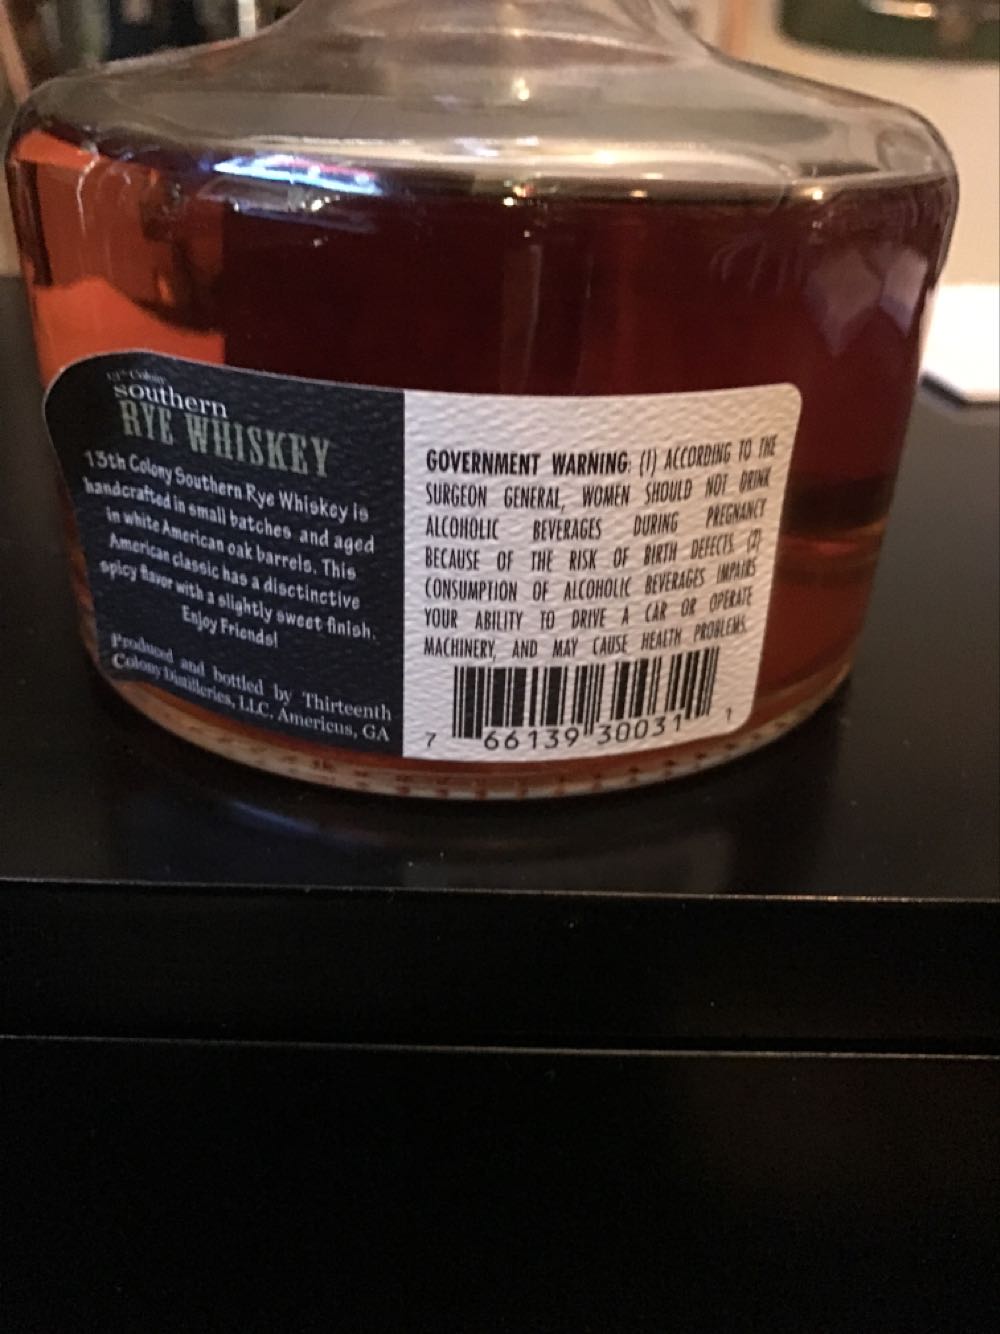 13th Colony
southern
RYE WHISKEY
13th Colony Southern Rye Whiskey is
handcrafted in small batches and aged
in white American oak barrels. This
American classic has a disctinctive
spicy flavor with a slightly sweet finish.
Enjoy Friends!
Produced and bottled by Thirteenth
Colony Distilleries, LLC. Americus, GA
GOVERNMENT WARNING: (1) ACCORDING TO THE
SURGEON GENERAL, WOMEN SHOULD NOT DRINK
ALCOHOLIC BEVERAGES DURING PREGNANCY
BECAUSE OF THE RISK OF BIRTH DEFECTS. (2)
CONSUMPTION OF ALCOHOLIC BEVERAGES IMPAIRS
YOUR ABILITY TO DRIVE A CAR OR OPERATE
MACHINERY, AND MAY CAUSE HEALTH PROBLEMS.
7 66139 30031 1